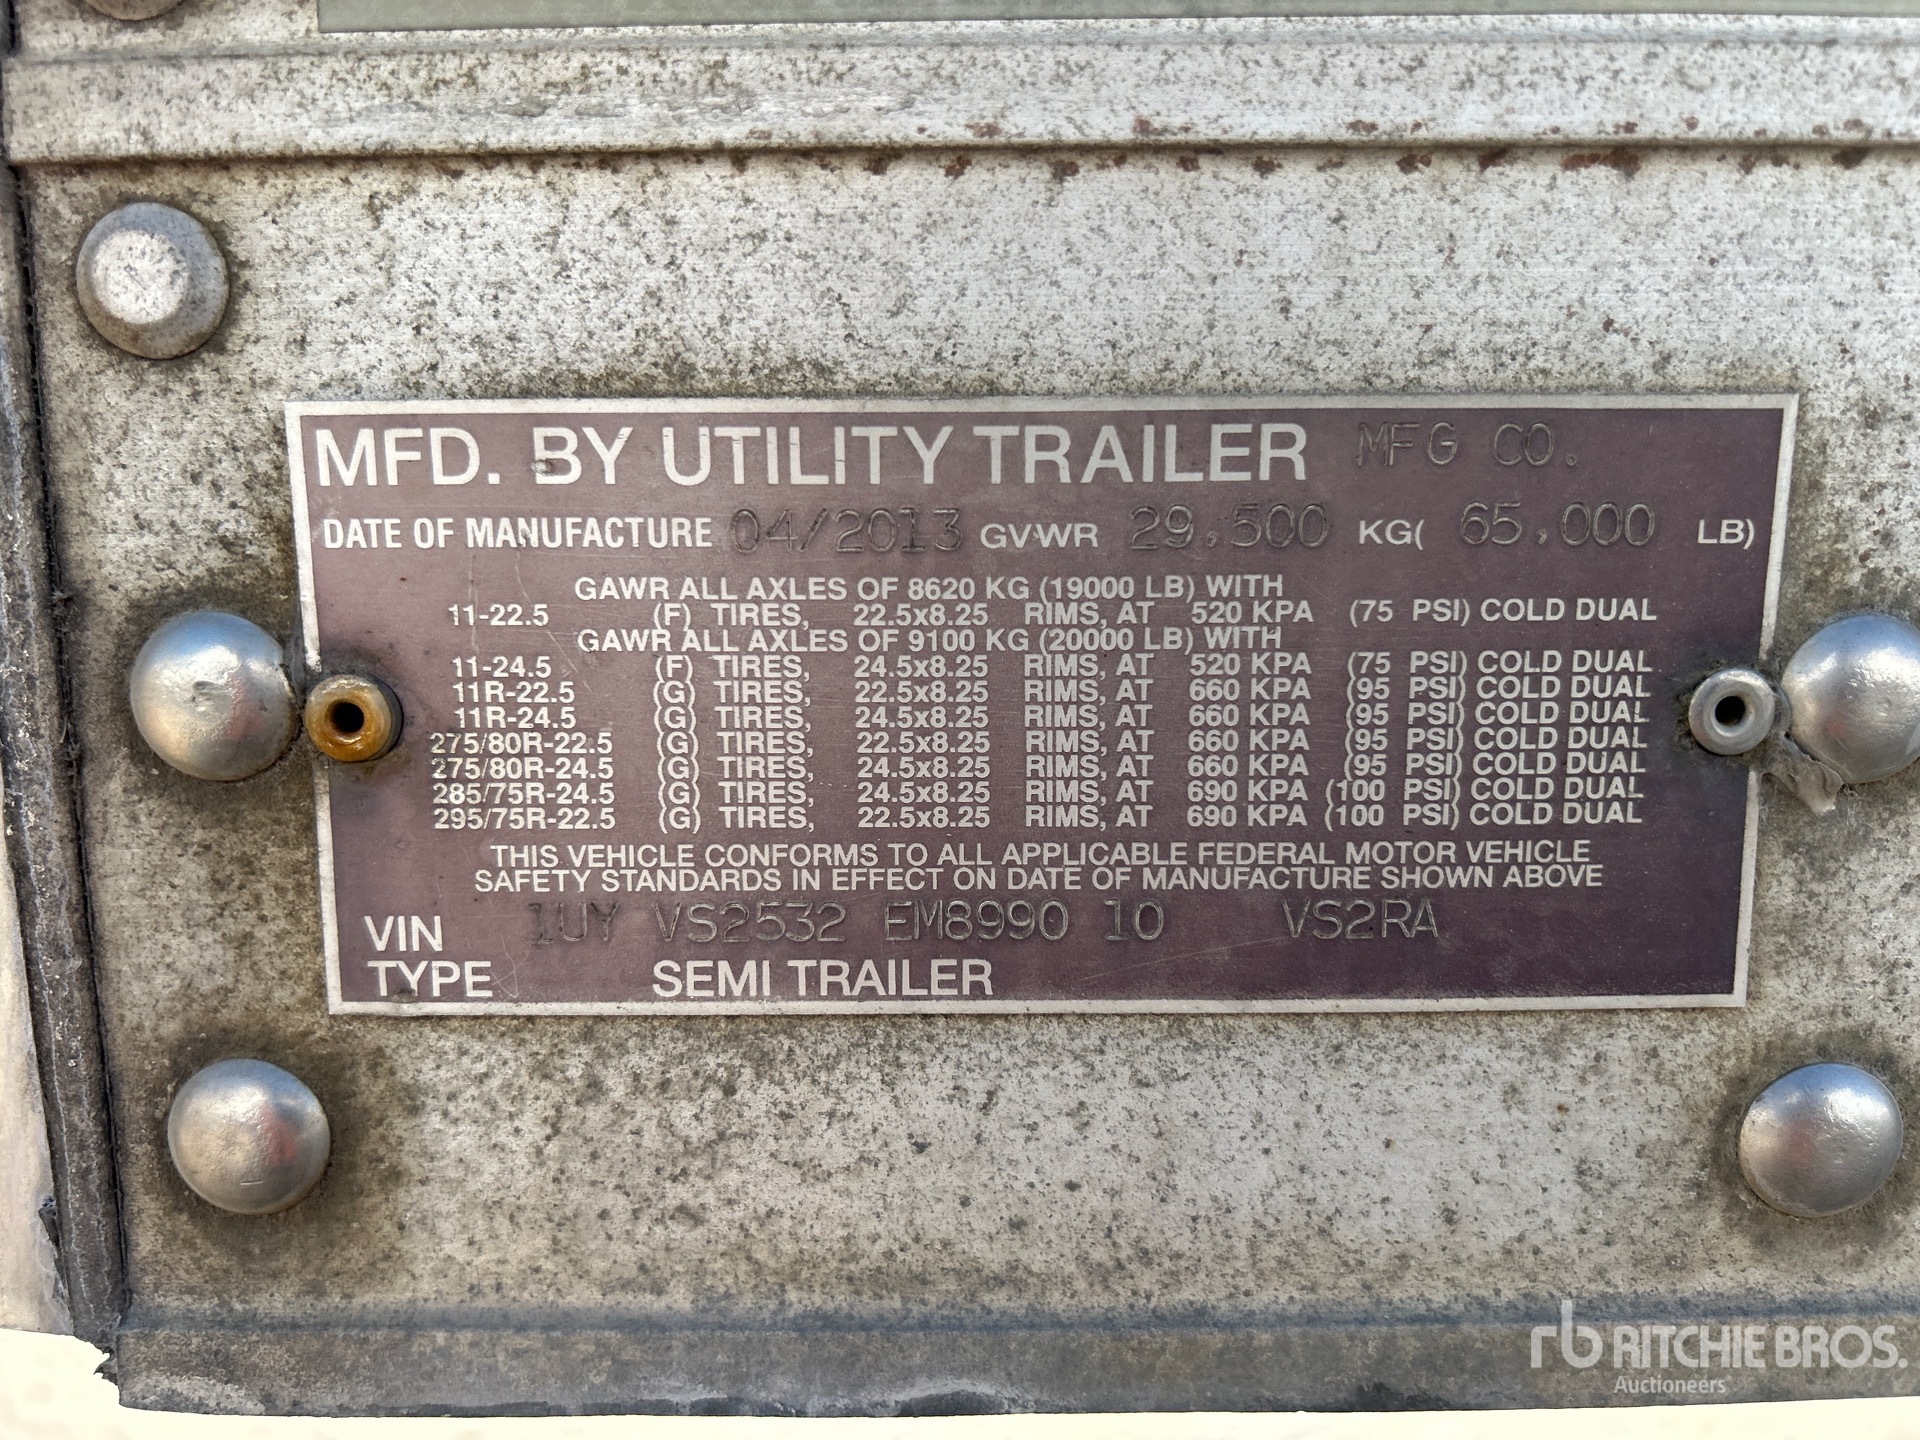 MFD. BY UTILITY TRAILER MFG CO.
DATE OF MANUFACTURE 04/2013 GVWR 29,500 KG( 65,000 LB)
GAWR ALL AXLES OF 8620 KG (19000 LB) WITH
11-22.5 (F) TIRES, 22.5x8.25 RIMS, AT 520 KPA (75 PSI) COLD DUAL
GAWR ALL AXLES OF 9100 KG (20000 LB) WITH
11-24.5 (F) TIRES, 24.5x8.25 RIMS, AT 520 KPA (75 PSI) COLD DUAL
11R-22.5 (G) TIRES, 22.5x8.25 RIMS, AT 660 KPA (95 PSI) COLD DUAL
11R-24.5 (G) TIRES, 24.5x8.25 RIMS, AT 660 KPA (95 PSI) COLD DUAL
275/80R-22.5 (G) TIRES, 22.5x8.25 RIMS, AT 660 KPA (95 PSI) COLD DUAL
275/80R-24.5 (G) TIRES, 24.5x8.25 RIMS, AT 660 KPA (95 PSI) COLD DUAL
285/75R-24.5 (G) TIRES, 24.5x8.25 RIMS, AT 690 KPA (100 PSI) COLD DUAL
295/75R-22.5 (G) TIRES, 22.5x8.25 RIMS, AT 690 KPA (100 PSI) COLD DUAL
THIS VEHICLE CONFORMS TO ALL APPLICABLE FEDERAL MOTOR VEHICLE
SAFETY STANDARDS IN EFFECT ON DATE OF MANUFACTURE SHOWN ABOVE
VIN 1UY VS2532 EM8990 10 VS2RA
TYPE SEMI TRAILER
rb RITCHIE BROS.
Auctioneers